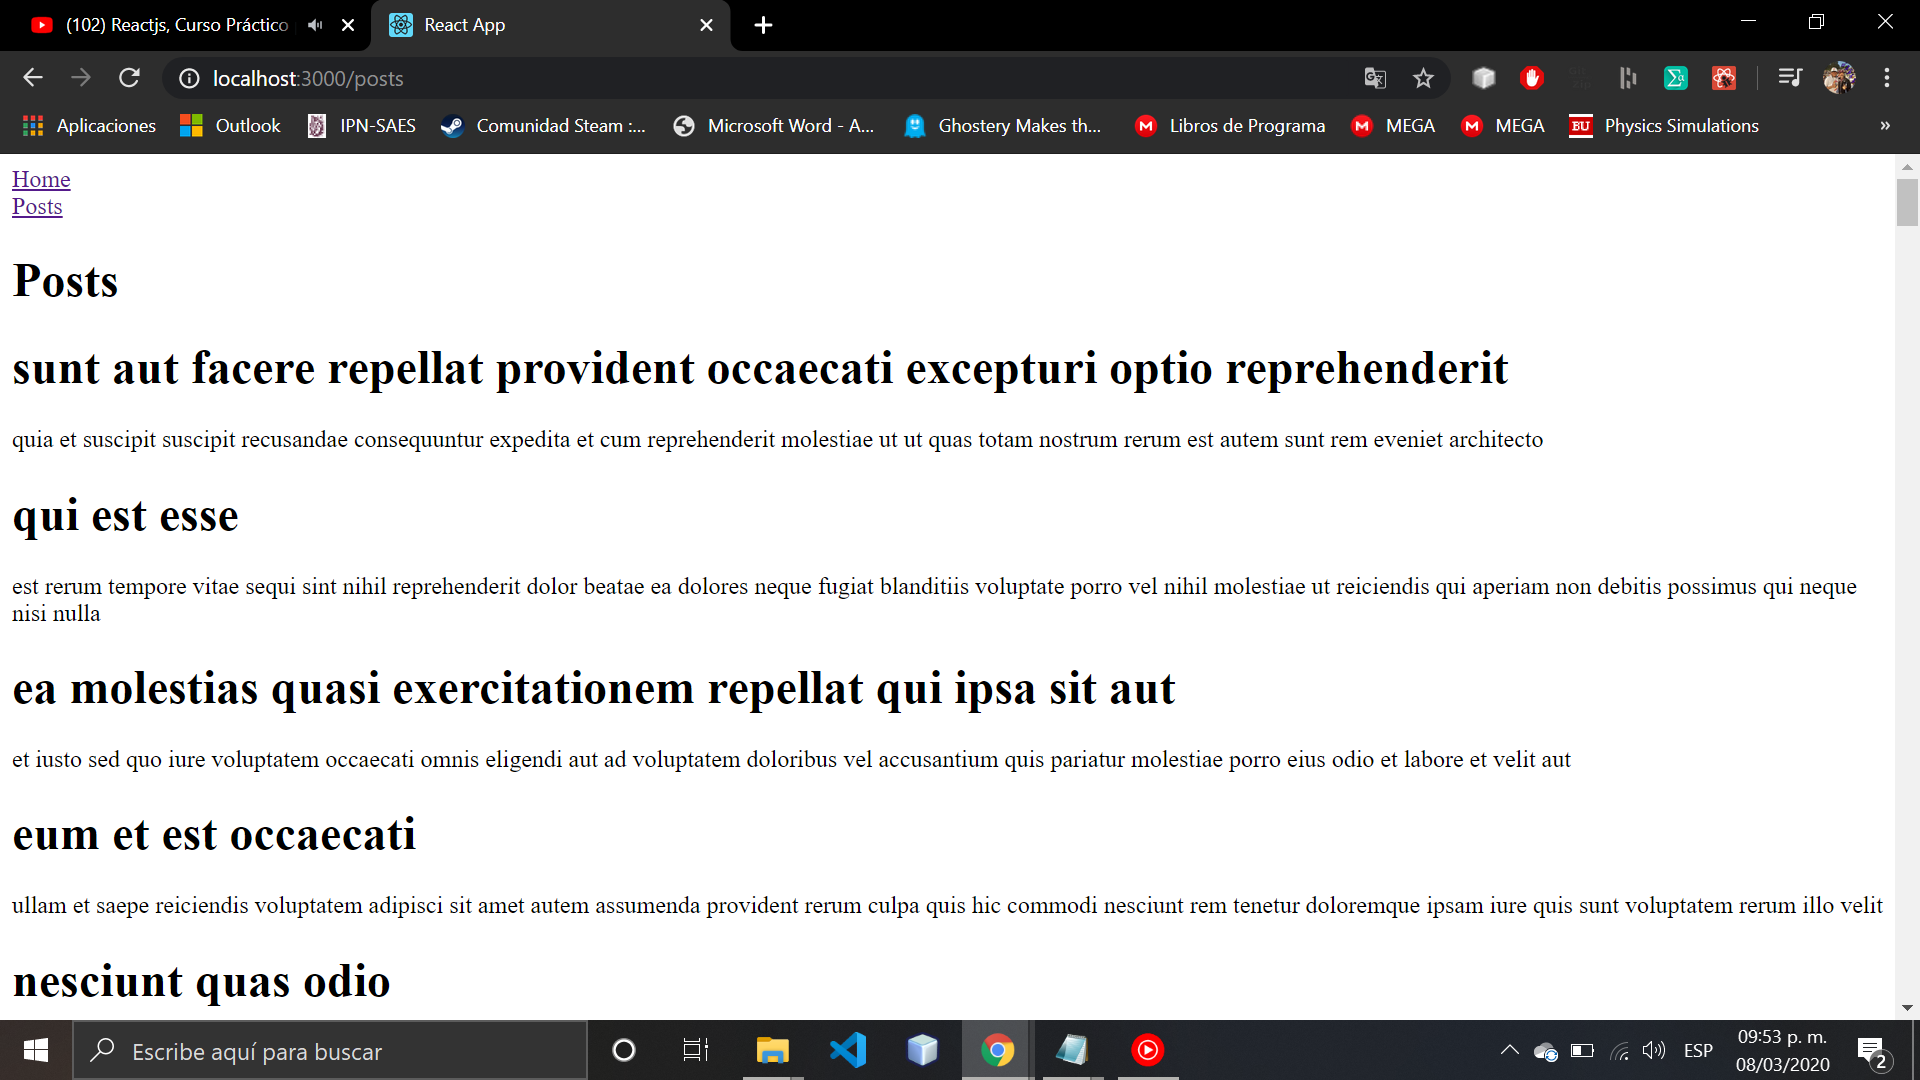 (102) Reactjs, Curso Práctico
React App
localhost:3000/posts
Aplicaciones
Outlook
IPN-SAES
Comunidad Steam :...
Microsoft Word - A...
Ghostery Makes th...
Libros de Programa
MEGA
MEGA
BU
Physics Simulations
»
Home
Posts
Posts
sunt aut facere repellat provident occaecati excepturi optio reprehenderit
quia et suscipit suscipit recusandae consequuntur expedita et cum reprehenderit molestiae ut ut quas totam nostrum rerum est autem sunt rem eveniet architecto
qui est esse
est rerum tempore vitae sequi sint nihil reprehenderit dolor beatae ea dolores neque fugiat blanditiis voluptate porro vel nihil molestiae ut reiciendis qui aperiam non debitis possimus qui neque
nisi nulla
ea molestias quasi exercitationem repellat qui ipsa sit aut
et iusto sed quo iure voluptatem occaecati omnis eligendi aut ad voluptatem doloribus vel accusantium quis pariatur molestiae porro eius odio et labore et velit aut
eum et est occaecati
ullam et saepe reiciendis voluptatem adipisci sit amet autem assumenda provident rerum culpa quis hic commodi nesciunt rem tenetur doloremque ipsam iure quis sunt voluptatem rerum illo velit
nesciunt quas odio
Escribe aquí para buscar
ESP
09:53 p. m.
08/03/2020
2